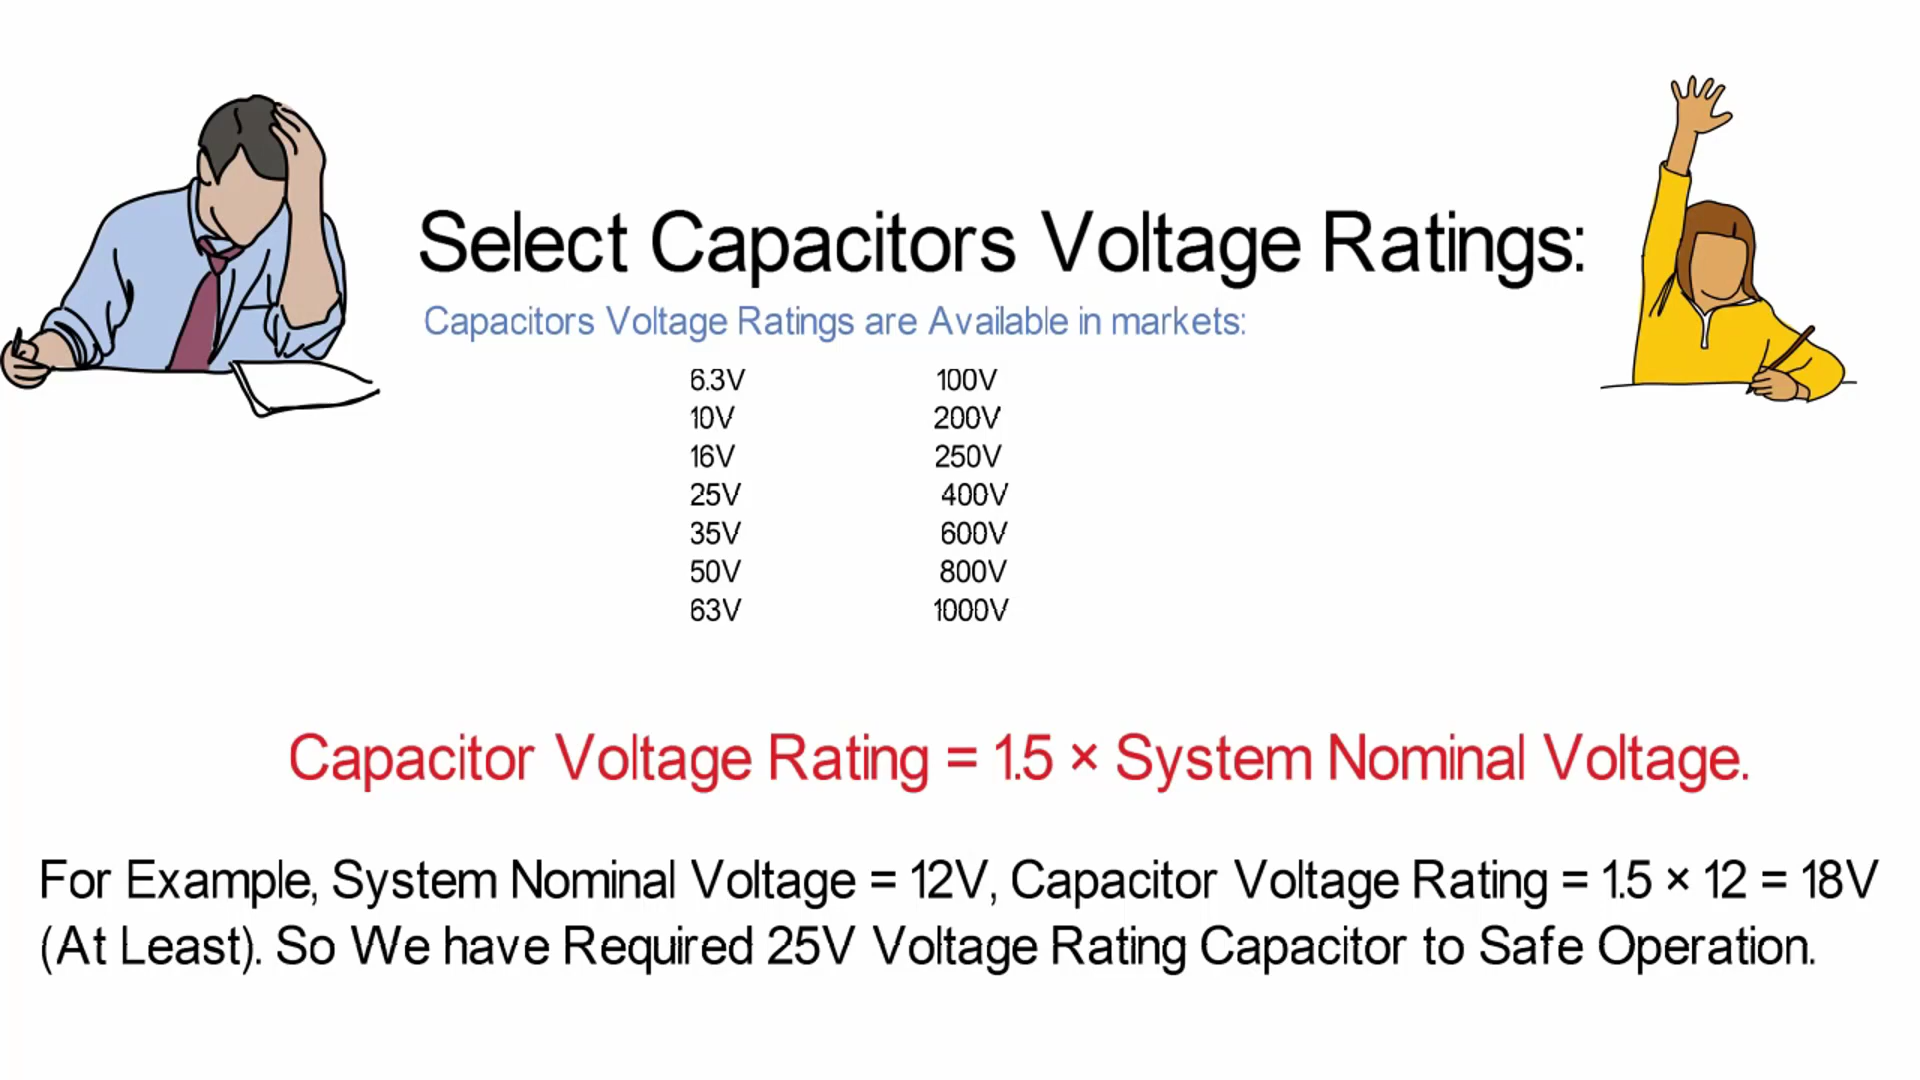 Select Capacitors Voltage Ratings:
Capacitors Voltage Ratings are Available in markets:
6.3V 100V
10V 200V
16V 250V
25V 400V
35V 600V
50V 800V
63V 1000V
Capacitor Voltage Rating = 1.5 × System Nominal Voltage.
For Example, System Nominal Voltage = 12V, Capacitor Voltage Rating = 1.5 × 12 = 18V
(At Least). So We have Required 25V Voltage Rating Capacitor to Safe Operation.